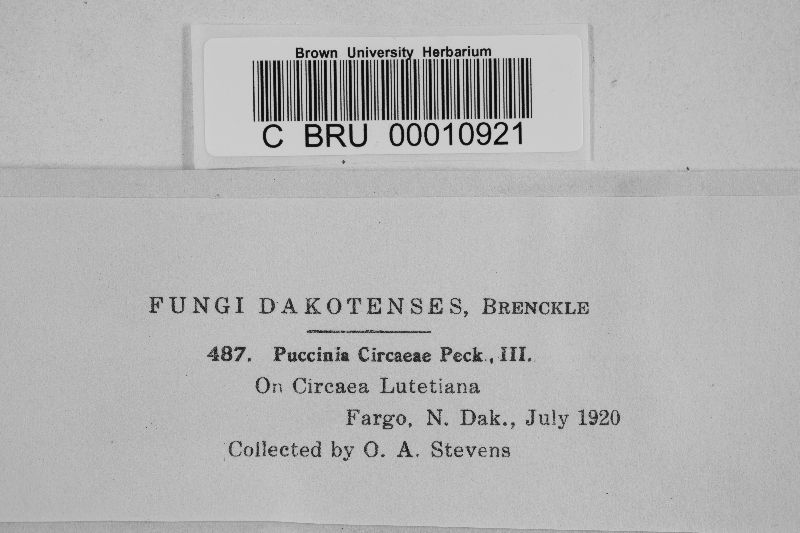 Brown University Herbarium
C BRU 00010921
FUNGI DAKOTENSES, BRENCKLE
487. Puccinia Circaeae Peck., III.
On Circaea Lutetiana
Fargo, N. Dak., July 1920
Collected by O. A. Stevens